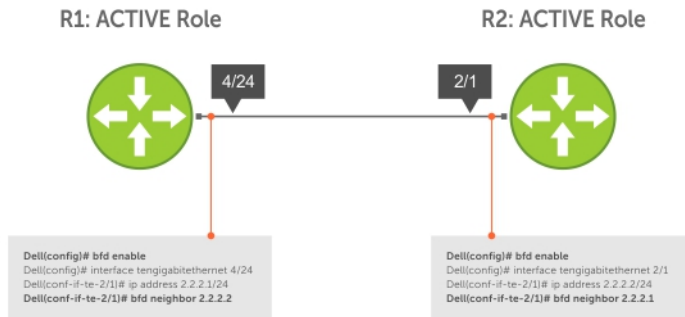 R1: ACTIVE Role
R2: ACTIVE Role
4/24
2/1
Dell(config)# bfd enable
Dell(config)# interface tengigabitethernet 4/24
Dell(conf-if-te-2/1)# ip address 2.2.2.1/24
Dell(conf-if-te-2/1)# bfd neighbor 2.2.2.2
Dell(config)# bfd enable
Dell(config)# interface tengigabitethernet 2/1
Dell(conf-if-te-2/1)# ip address 2.2.2.2/24
Dell(conf-if-te-2/1)# bfd neighbor 2.2.2.1